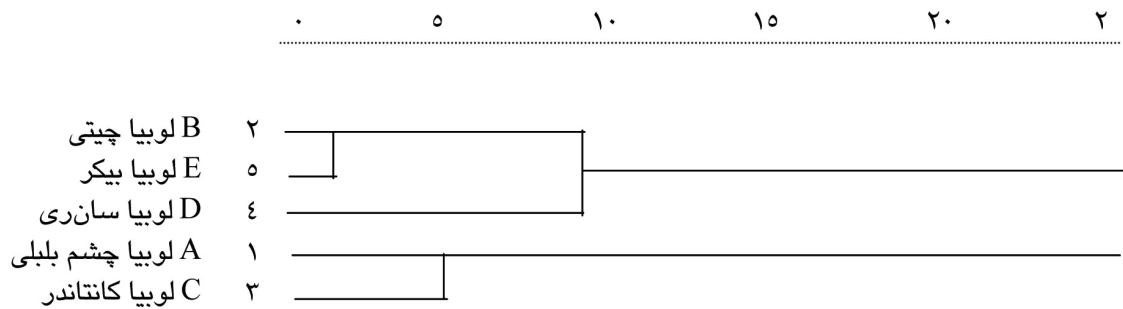 ۰ ۵ ۱۰ ۱۵ ۲۰ ۲
B لوبیا چیتی ۲
E لوبیا بیکر ۵
D لوبیا سان‌ری ۴
A لوبیا چشم بلبلی ۱
C لوبیا کانتاندر ۳